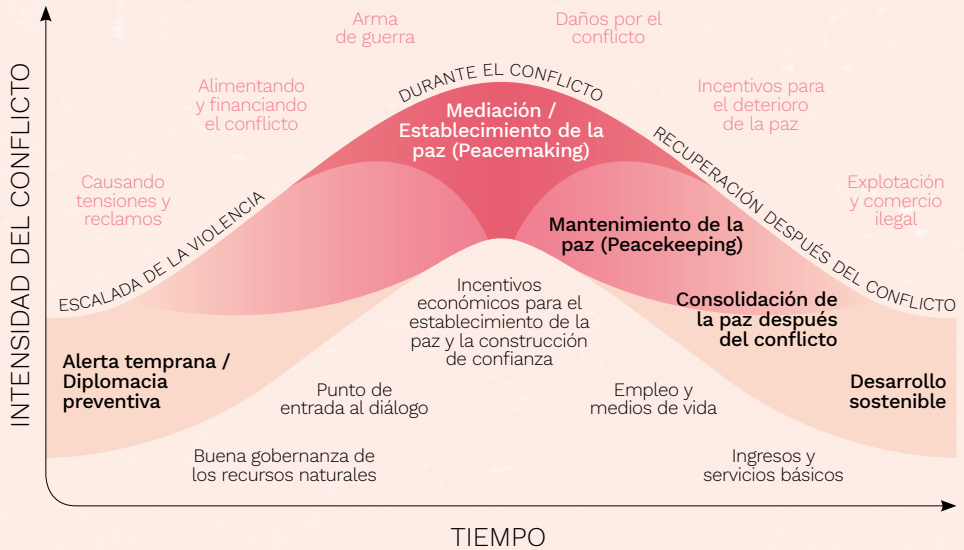 INTENSIDAD DEL CONFLICTO
Arma
de guerra
Daños por el
conflicto
Alimentando
y financiando
el conflicto
Incentivos para
el deterioro
de la paz
Causando
tensiones y
reclamos
Explotación
y comercio
ilegal
ESCALADA DE LA VIOLENCIA
DURANTE EL CONFLICTO
RECUPERACIÓN DESPUÉS DEL CONFLICTO
Mediación /
Establecimiento de la
paz (Peacemaking)
Mantenimiento de la
paz (Peacekeeping)
Consolidación de
la paz después
del conflicto
Alerta temprana /
Diplomacia
preventiva
Desarrollo
sostenible
Incentivos
económicos para el
establecimiento de la
paz y la construcción
de confianza
Punto de
entrada al diálogo
Empleo y
medios de vida
Buena gobernanza de
los recursos naturales
Ingresos y
servicios básicos
TIEMPO